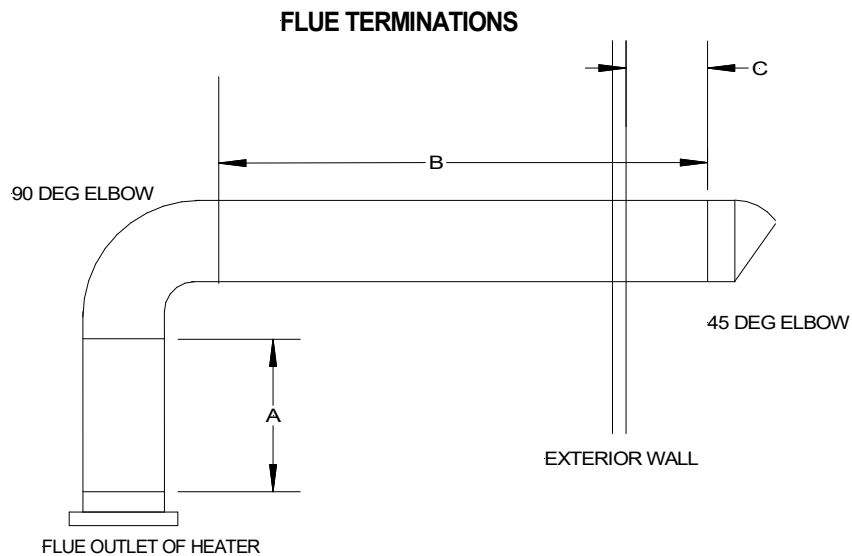 FLUE TERMINATIONS
C
B
90 DEG ELBOW
45 DEG ELBOW
A
EXTERIOR WALL
FLUE OUTLET OF HEATER